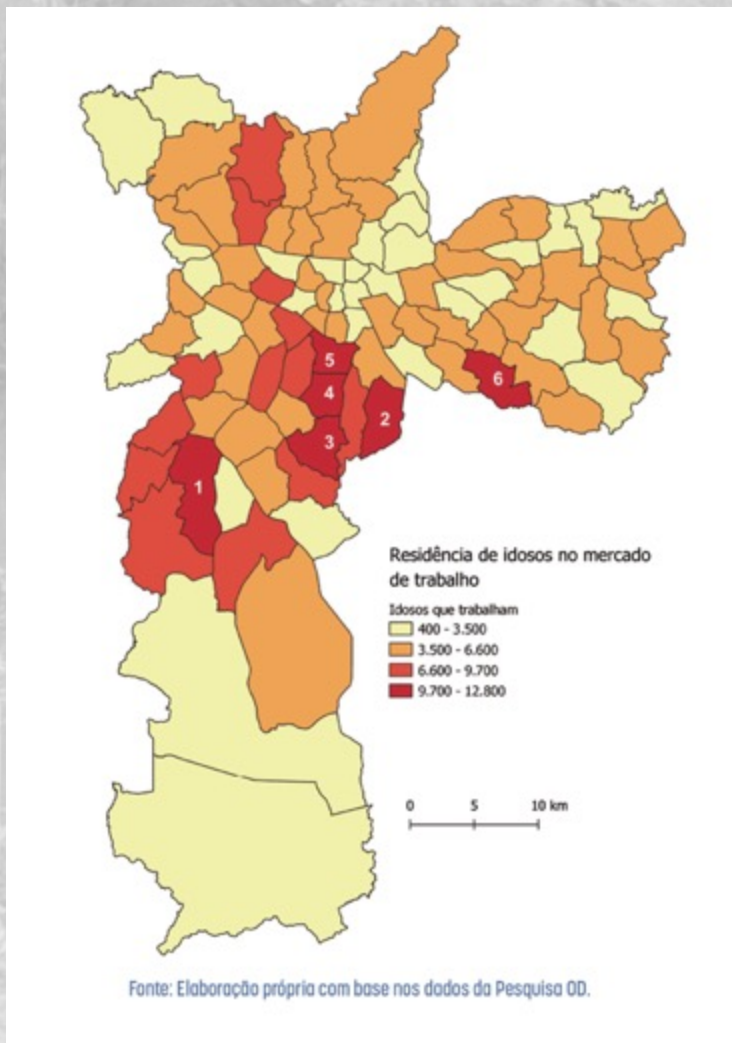 5
6
4
2
3
1
Residência de idosos no mercado
de trabalho
Idosos que trabalham
400 - 3.500
3.500 - 6.600
6.600 - 9.700
9.700 - 12.800
0 5 10 km
Fonte: Elaboração própria com base nos dados da Pesquisa OD.